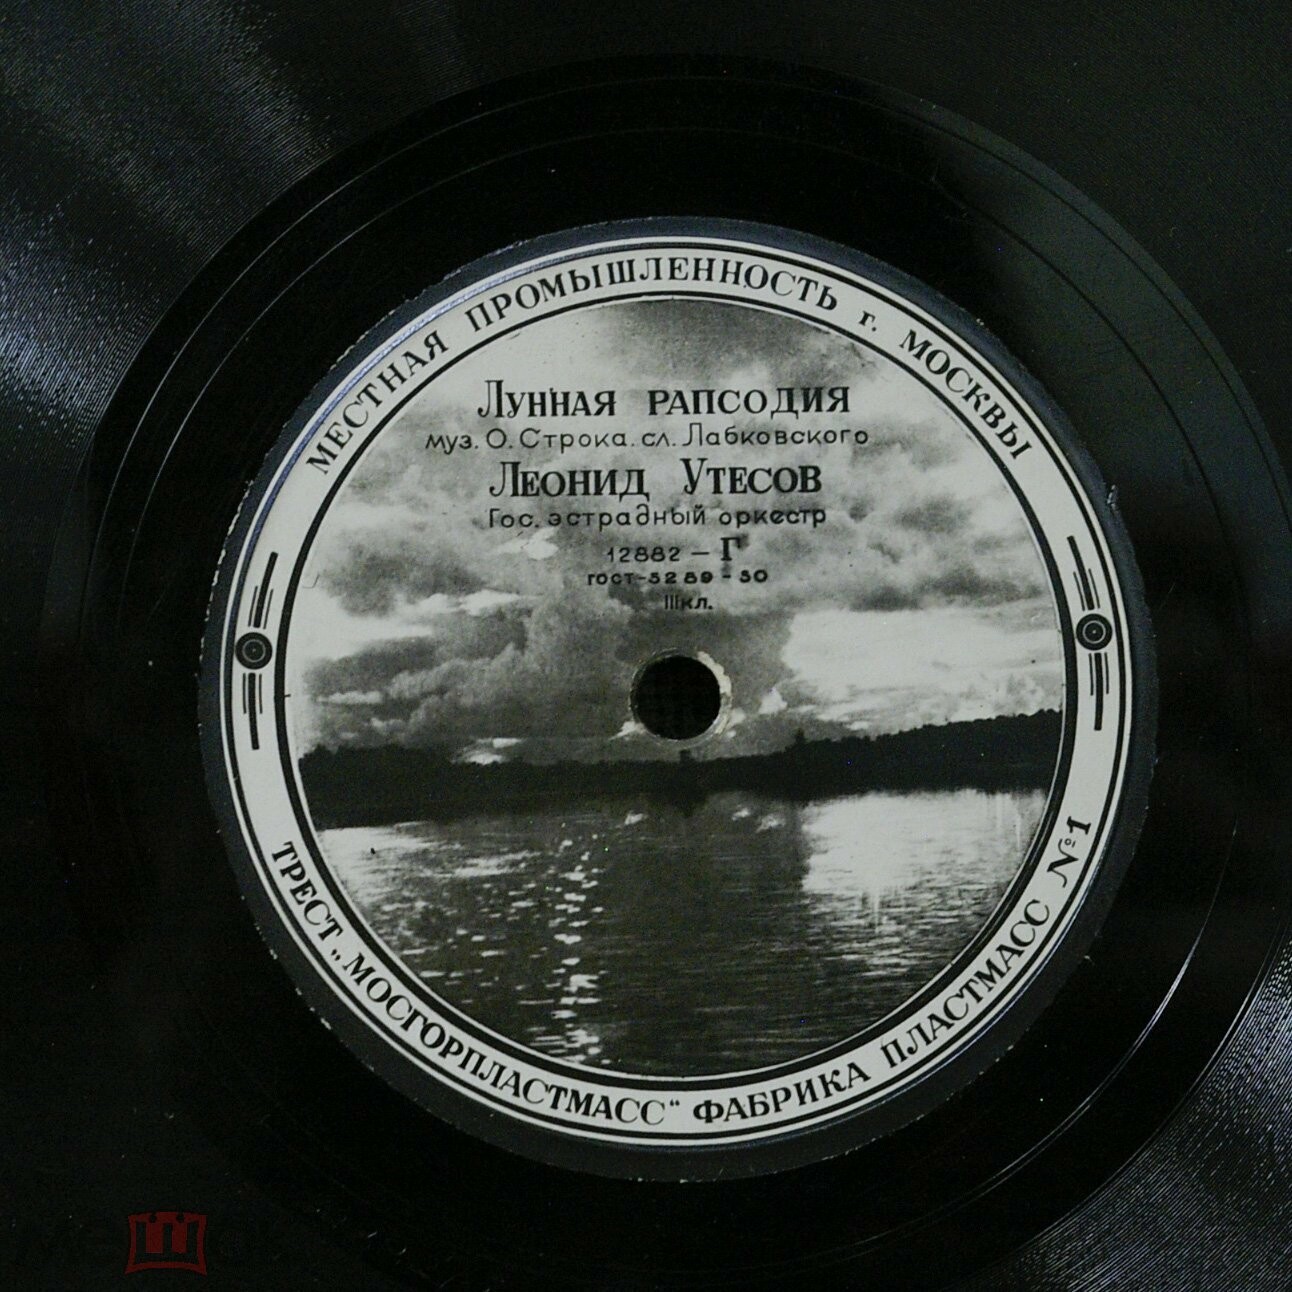 МЕСТНАЯ ПРОМЫШЛЕННОСТЬ г. МОСКВЫ
ЛУННАЯ РАПСОДИЯ
муз. О. Строка. сл. Лабковского
ЛЕОНИД УТЕСОВ
Гос. эстрадный оркестр
12882 – Г
ГОСТ-5289-50
III кл.
ТРЕСТ „МОСГОРПЛАСТМАСС“ ФАБРИКА ПЛАСТМАСС №1